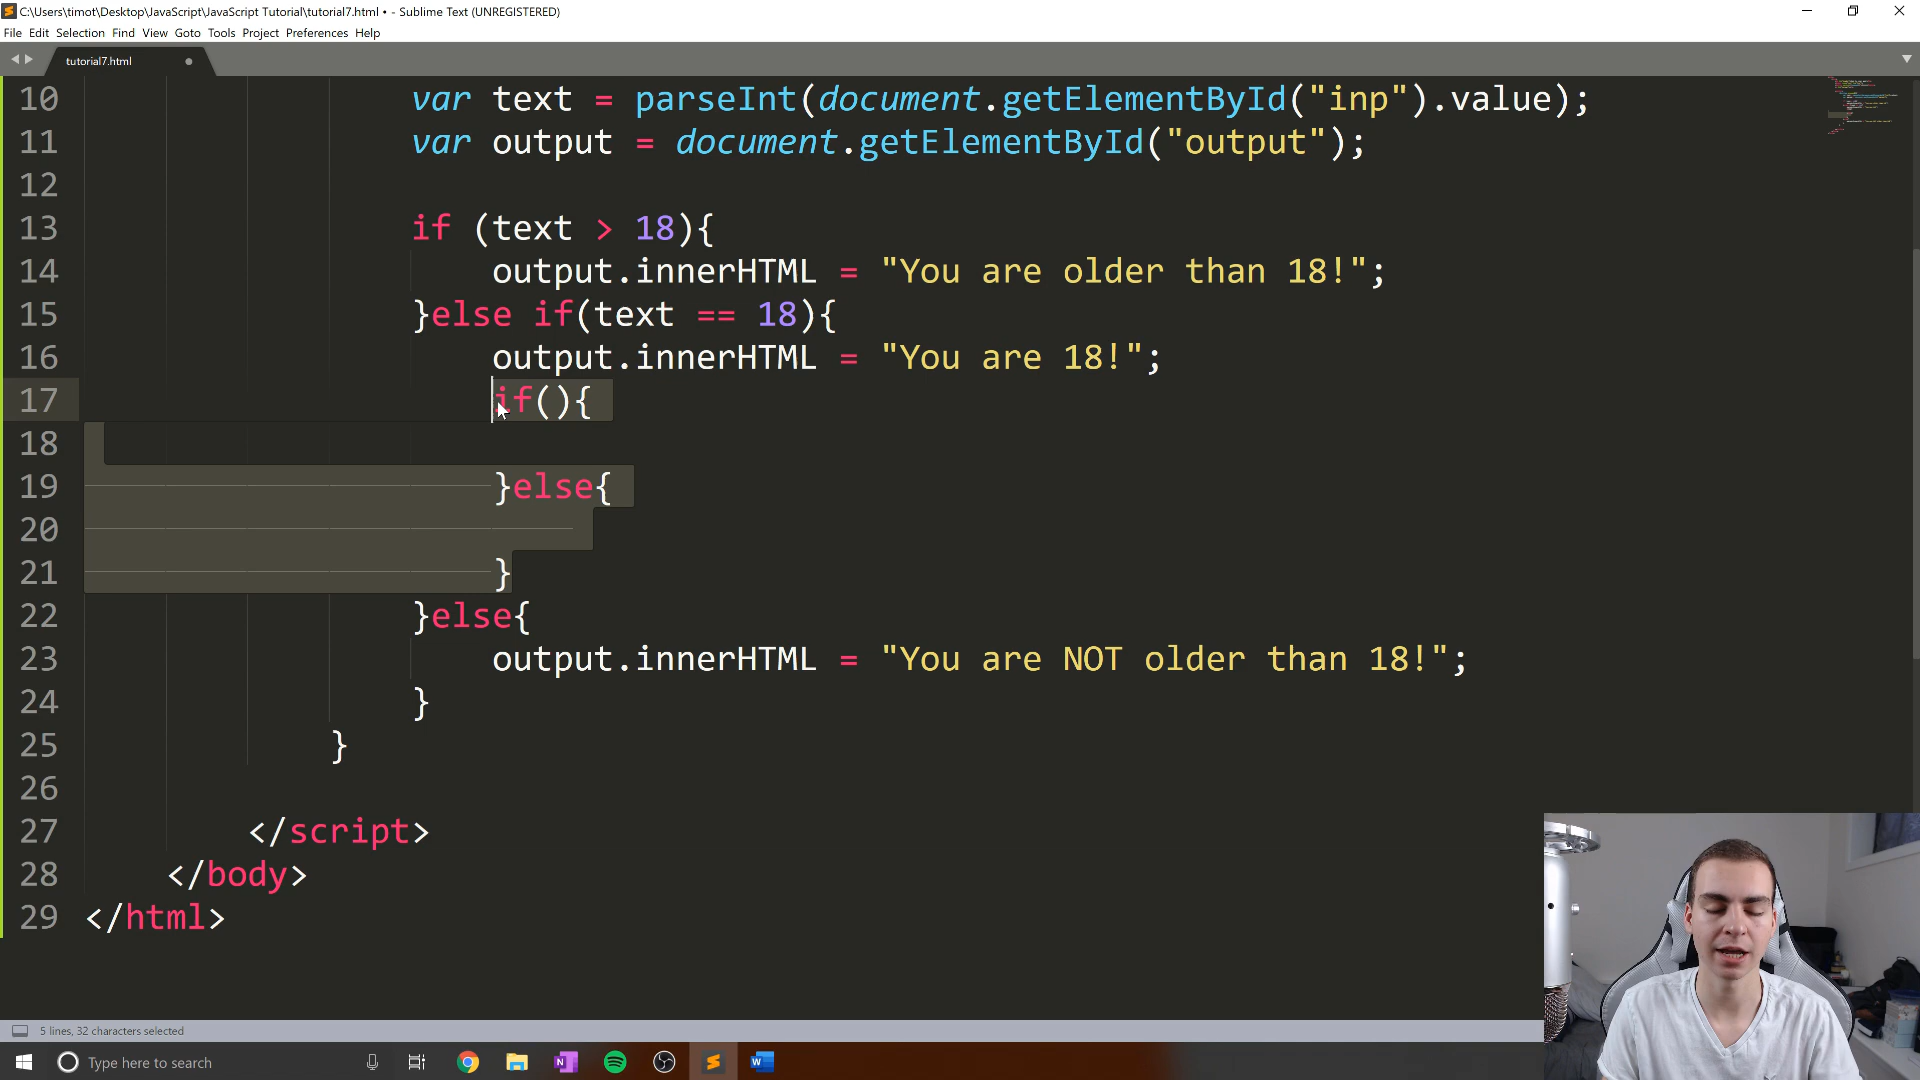 C:\Users\timot\Desktop\JavaScript\JavaScript Tutorial\tutorial7.html • - Sublime Text (UNREGISTERED)
File Edit Selection Find View Goto Tools Project Preferences Help
tutorial7.html
10 var text = parseInt(document.getElementById("inp").value);
11 var output = document.getElementById("output");
12
13 if (text > 18){
14 output.innerHTML = "You are older than 18!";
15 }else if(text == 18){
16 output.innerHTML = "You are 18!";
17 if(){
18
19 }else{
20
21 }
22 }else{
23 output.innerHTML = "You are NOT older than 18!";
24 }
25 }
26
27 </script>
28 </body>
29 </html>
5 lines, 32 characters selected
Type here to search